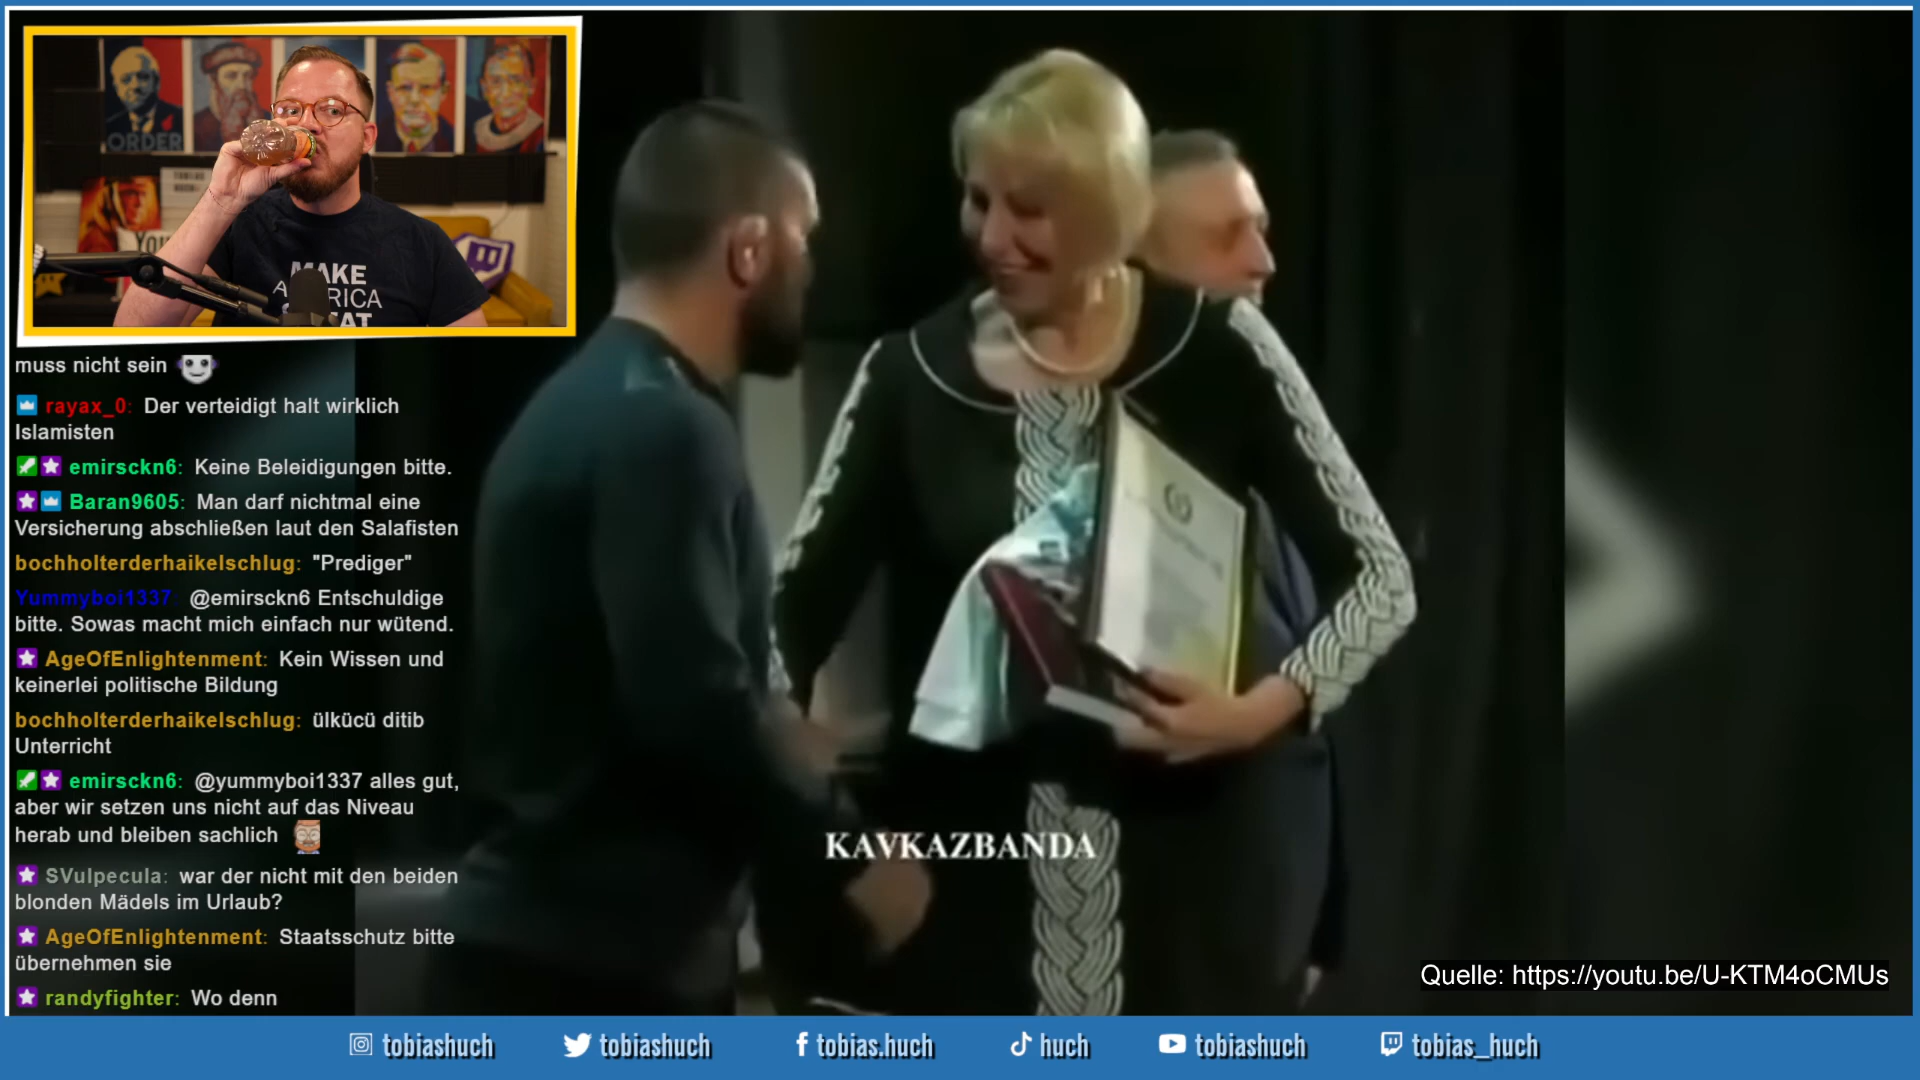 ORDER
TOBIAS
HUCH
YOU
MAKE
AMERICA
muss nicht sein
rayax_0: Der verteidigt halt wirklich
Islamisten
emirsckn6: Keine Beleidigungen bitte.
Baran9605: Man darf nichtmal eine
Versicherung abschließen laut den Salafisten
bochholterderhaikelschlug: "Prediger"
Yummyboi1337: @emirsckn6 Entschuldige
bitte. Sowas macht mich einfach nur wütend.
AgeOfEnlightenment: Kein Wissen und
keinerlei politische Bildung
bochholterderhaikelschlug: ülkücü ditib
Unterricht
emirsckn6: @yummyboi1337 alles gut,
aber wir setzen uns nicht auf das Niveau
herab und bleiben sachlich
SVulpecula: war der nicht mit den beiden
blonden Mädels im Urlaub?
AgeOfEnlightenment: Staatsschutz bitte
übernehmen sie
randyfighter: Wo denn
KAVKAZBANDA
Quelle: https://youtu.be/U-KTM4oCMUs
tobiashuch tobiashuch tobias.huch huch tobiashuch tobias_huch